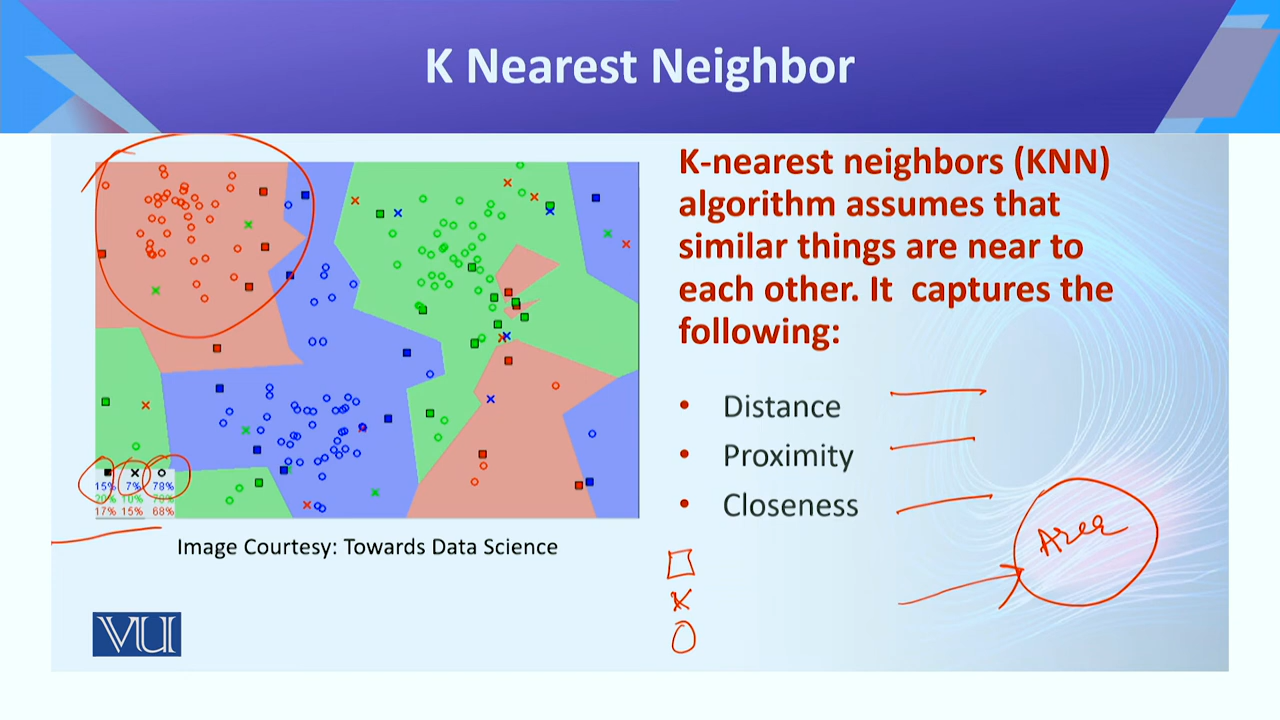 K Nearest Neighbor
K-nearest neighbors (KNN)
algorithm assumes that
similar things are near to
each other. It captures the
following:
• Distance
• Proximity
• Closeness
Area
15% 7% 78%
20% 10% 70%
17% 15% 68%
Image Courtesy: Towards Data Science
VU